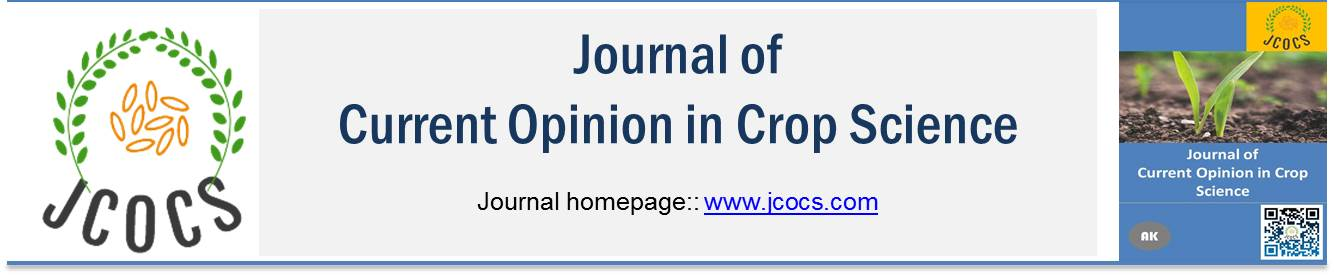 JCOCS
Journal of
Current Opinion in Crop Science
Journal homepage:: www.jcocs.com
JCOCS
Journal of
Current Opinion in Crop
Science
AK